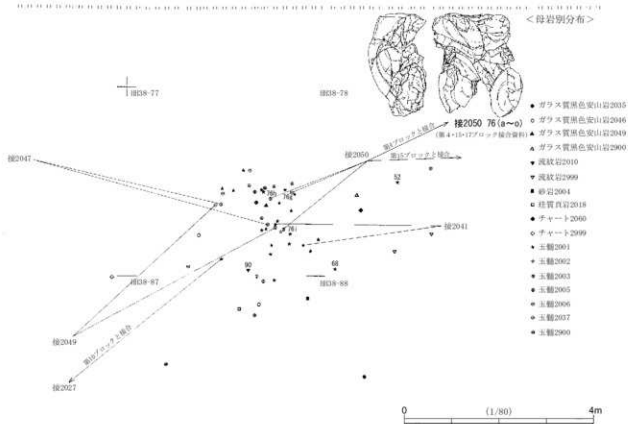 <母岩別分布>
田38-77
田38-78
接2050 76(a~o)
(第4・15・17ブロック接合資料)
第4ブロックと接合
接2050
第15ブロックと接合
接2047
52
76h
76g
76i
接2041
90
68
田38-87
田38-88
接2049
第10ブロックと接合
接2027
ガラス質黒色安山岩2035
ガラス質黒色安山岩2046
ガラス質黒色安山岩2049
ガラス質黒色安山岩2900
流紋岩2010
流紋岩2999
砂岩2004
珪質頁岩2018
チャート2060
チャート2999
玉髄2001
玉髄2002
玉髄2003
玉髄2005
玉髄2006
玉髄2037
玉髄2900
0
(1/80)
4m